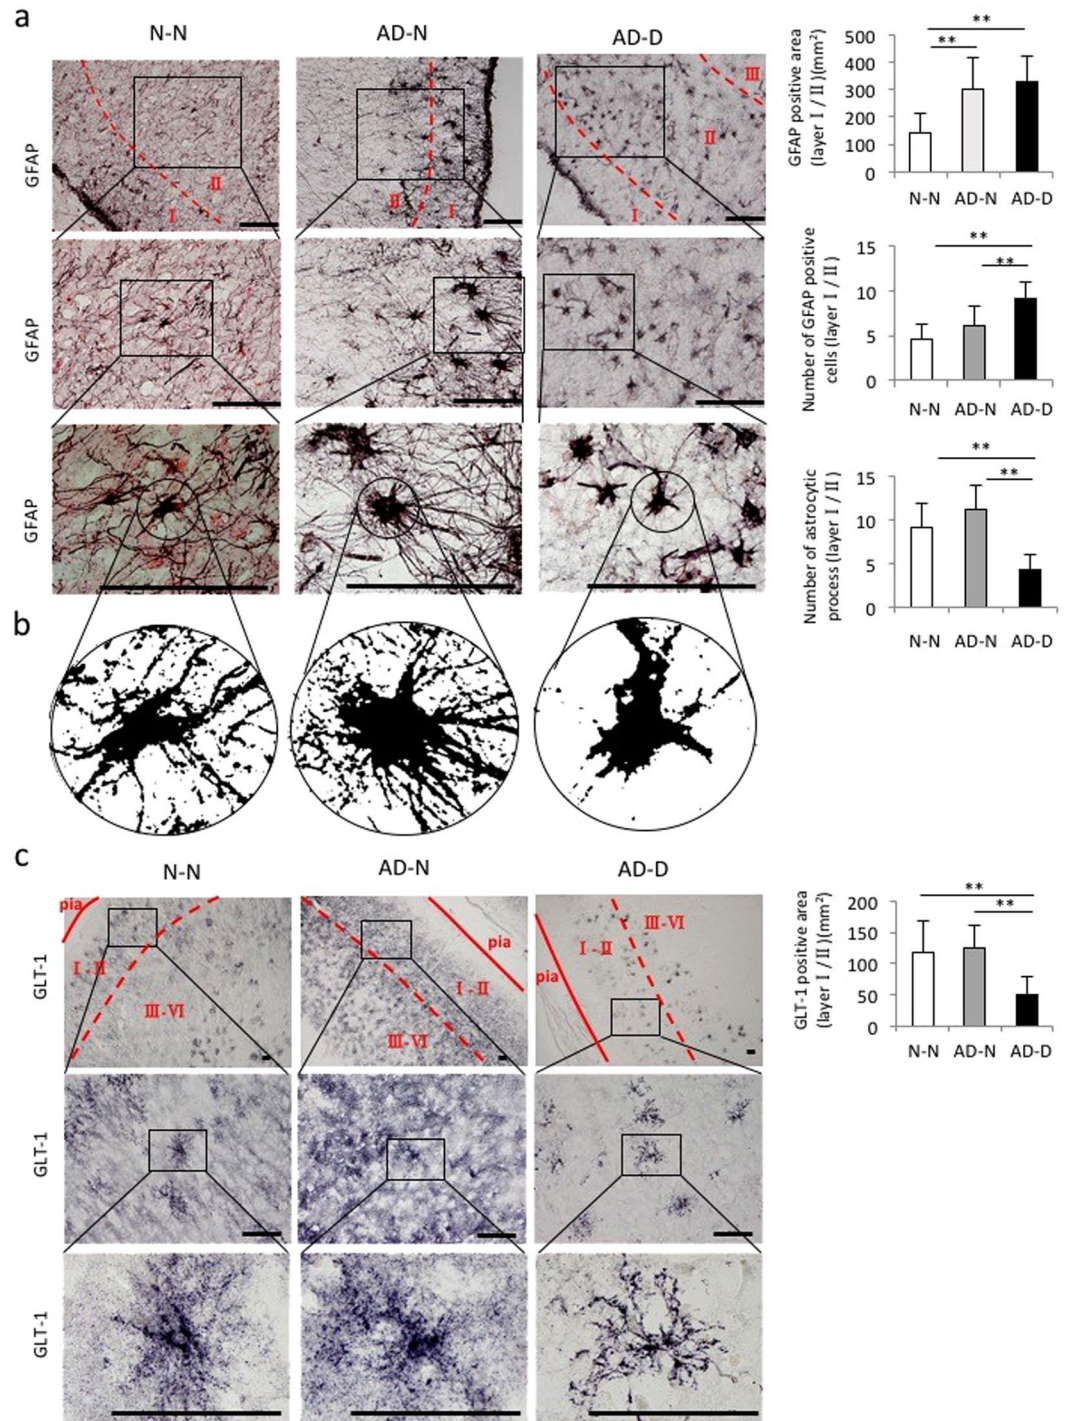 a
N-N
AD-N
AD-D
GFAP
I
II
GFAP
II
I
I
II
III
GFAP
b
GFAP positive area
(layer I / II )(mm²)
500
400
300
200
100
0
**
**
N-N
AD-N
AD-D
Number of GFAP positive
cells (layer I / II )
15
10
5
0
**
**
N-N
AD-N
AD-D
Number of astrocytic
process (layer I / II )
15
10
5
0
**
**
N-N
AD-N
AD-D
c
N-N
AD-N
AD-D
GLT-1
pia
I - II
III-VI
pia
I - II
III-VI
pia
I - II
III-VI
GLT-1
GLT-1
GLT-1 positive area
(layer I / II )(mm²)
200
150
100
50
0
**
**
N-N
AD-N
AD-D